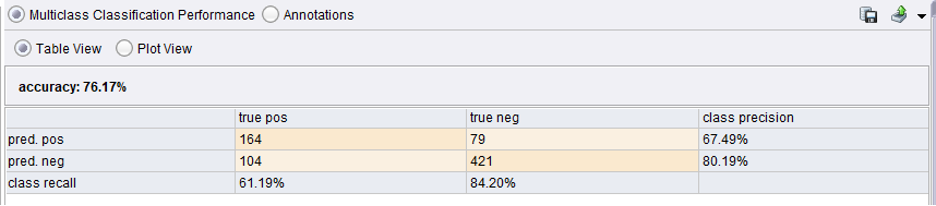 Multiclass Classification Performance Annotations
Table View Plot View
accuracy: 76.17%
true pos true neg class precision
pred. pos 164 79 67.49%
pred. neg 104 421 80.19%
class recall 61.19% 84.20%